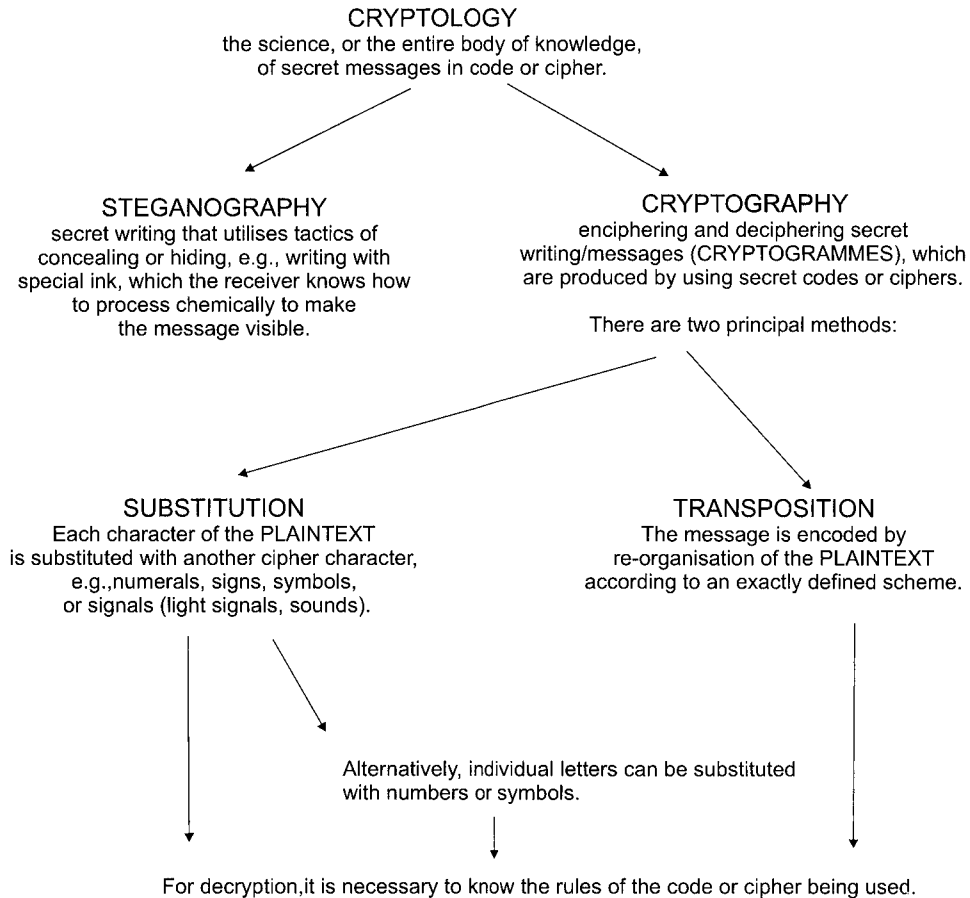 CRYPTOLOGY
the science, or the entire body of knowledge,
of secret messages in code or cipher.
STEGANOGRAPHY
secret writing that utilises tactics of
concealing or hiding, e.g., writing with
special ink, which the receiver knows how
to process chemically to make
the message visible.
CRYPTOGRAPHY
enciphering and deciphering secret
writing/messages (CRYPTOGRAMMES), which
are produced by using secret codes or ciphers.
There are two principal methods:
SUBSTITUTION
Each character of the PLAINTEXT
is substituted with another cipher character,
e.g.,numerals, signs, symbols,
or signals (light signals, sounds).
TRANSPOSITION
The message is encoded by
re-organisation of the PLAINTEXT
according to an exactly defined scheme.
Alternatively, individual letters can be substituted
with numbers or symbols.
For decryption,it is necessary to know the rules of the code or cipher being used.